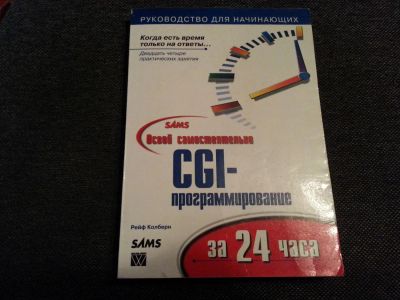 РУКОВОДСТВО ДЛЯ НАЧИНАЮЩИХ
Когда есть время
только на ответы...
Двадцать четыре
практических занятия
SAMS
Освой самостоятельно
CGI-
программирование
Рейф Колберн
SAMS
за 24 часа